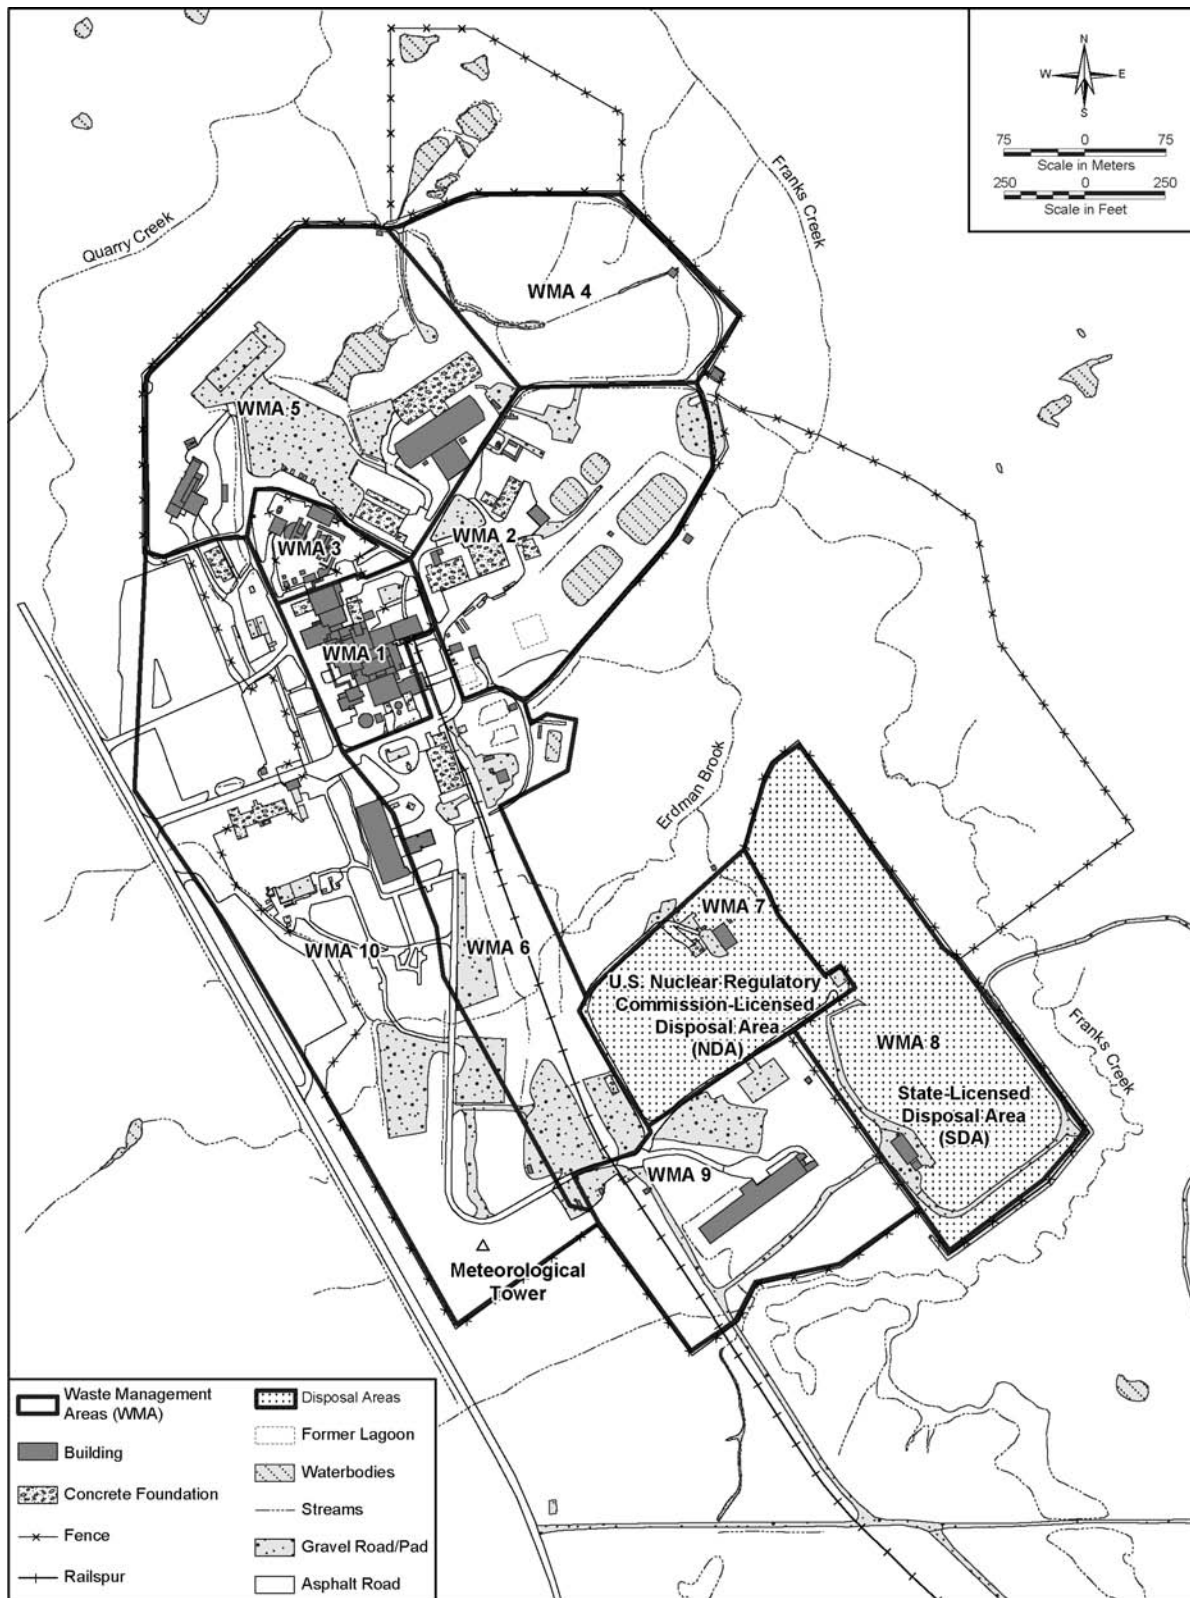 N
W E
S
75 0 75
Scale in Meters
250 0 250
Scale in Feet
Franks Creek
Quarry Creek
WMA 4
WMA 5
WMA 2
WMA 3
WMA 1
Erdman Brook
WMA 7
WMA 10
WMA 6
U.S. Nuclear Regulatory
Commission-Licensed
Disposal Area
(NDA)
WMA 8
Franks Creek
State-Licensed
Disposal Area
(SDA)
WMA 9
Meteorological
Tower
Waste Management
Areas (WMA)
Building
Concrete Foundation
Fence
Railspur
Disposal Areas
Former Lagoon
Waterbodies
Streams
Gravel Road/Pad
Asphalt Road